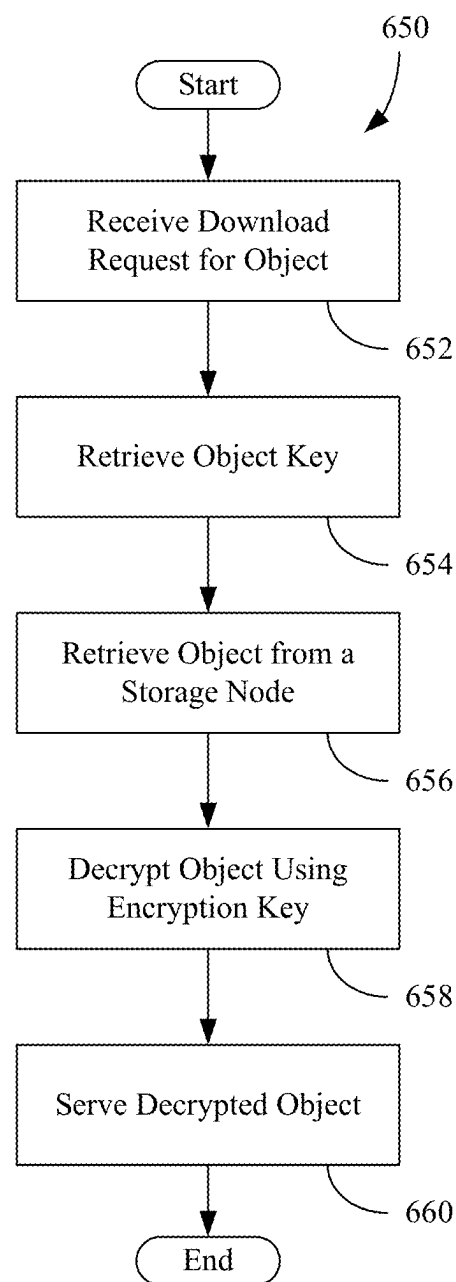 650
Start
Receive Download
Request for Object
652
Retrieve Object Key
654
Retrieve Object from a
Storage Node
656
Decrypt Object Using
Encryption Key
658
Serve Decrypted Object
660
End